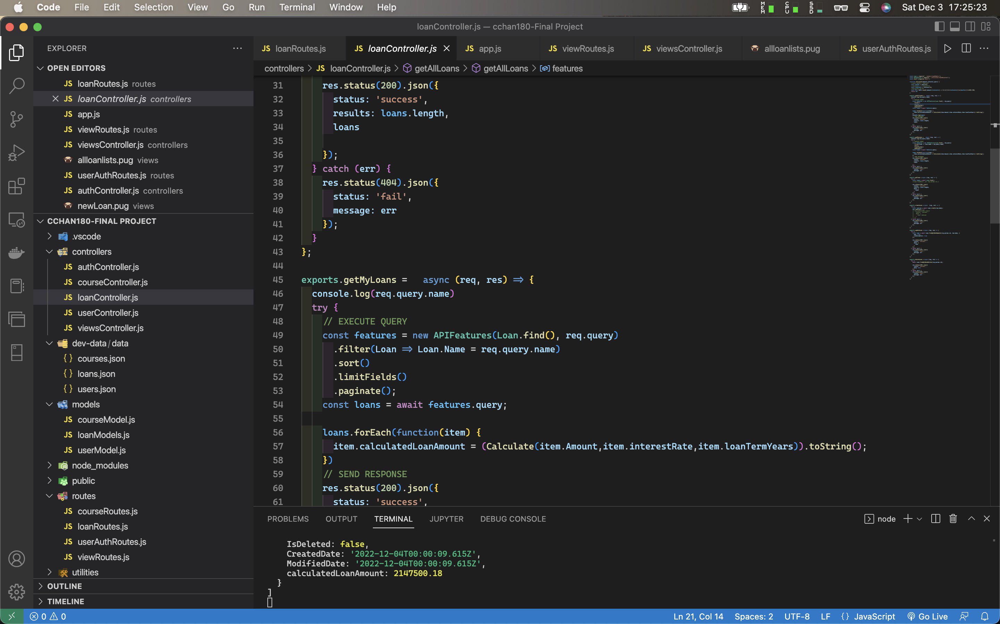 Code File Edit Selection View Go Run Terminal Window Help
MEM CPU SSD Sat Dec 3 17:25:23
loanController.js — cchan180-Final Project
EXPLORER
OPEN EDITORS
JS loanRoutes.js routes
JS loanController.js controllers
JS app.js
JS viewRoutes.js routes
JS viewsController.js controllers
allloanlists.pug views
JS userAuthRoutes.js routes
JS authController.js controllers
newLoan.pug views
CCHAN180-FINAL PROJECT
.vscode
controllers
JS authController.js
JS courseController.js
JS loanController.js
JS userController.js
JS viewsController.js
dev-data/data
{} courses.json
{} loans.json
{} users.json
models
JS courseModel.js
JS loanModels.js
JS userModel.js
node_modules
public
routes
JS courseRoutes.js
JS loanRoutes.js
JS userAuthRoutes.js
JS viewRoutes.js
utilities
OUTLINE
TIMELINE
JS loanRoutes.js JS loanController.js JS app.js JS viewRoutes.js JS viewsController.js allloanlists.pug JS userAuthRoutes.js
controllers > JS loanController.js > getAllLoans > getAllLoans > features
31 res.status(200).json({
32 status: 'success',
33 results: loans.length,
34 loans
35
36 });
37 } catch (err) {
38 res.status(404).json({
39 status: 'fail',
40 message: err
41 });
42 }
43 };
44
45 exports.getMyLoans =   async (req, res) => {
46 console.log(req.query.name)
47 try {
48 // EXECUTE QUERY
49 const features = new APIFeatures(Loan.find(), req.query)
50 .filter(Loan => Loan.Name = req.query.name)
51 .sort()
52 .limitFields()
53 .paginate();
54 const loans = await features.query;
55
56 loans.forEach(function(item) {
57 item.calculatedLoanAmount = (Calculate(item.Amount,item.interestRate,item.loanTermYears)).toString();
58 })
59 // SEND RESPONSE
60 res.status(200).json({
61 status: 'success',
PROBLEMS OUTPUT TERMINAL JUPYTER DEBUG CONSOLE node
IsDeleted: false,
CreatedDate: '2022-12-04T00:00:09.615Z',
ModifiedDate: '2022-12-04T00:00:09.615Z',
calculatedLoanAmount: 2147500.18
}
]
0 0 Ln 21, Col 14 Spaces: 2 UTF-8 LF {} JavaScript Go Live